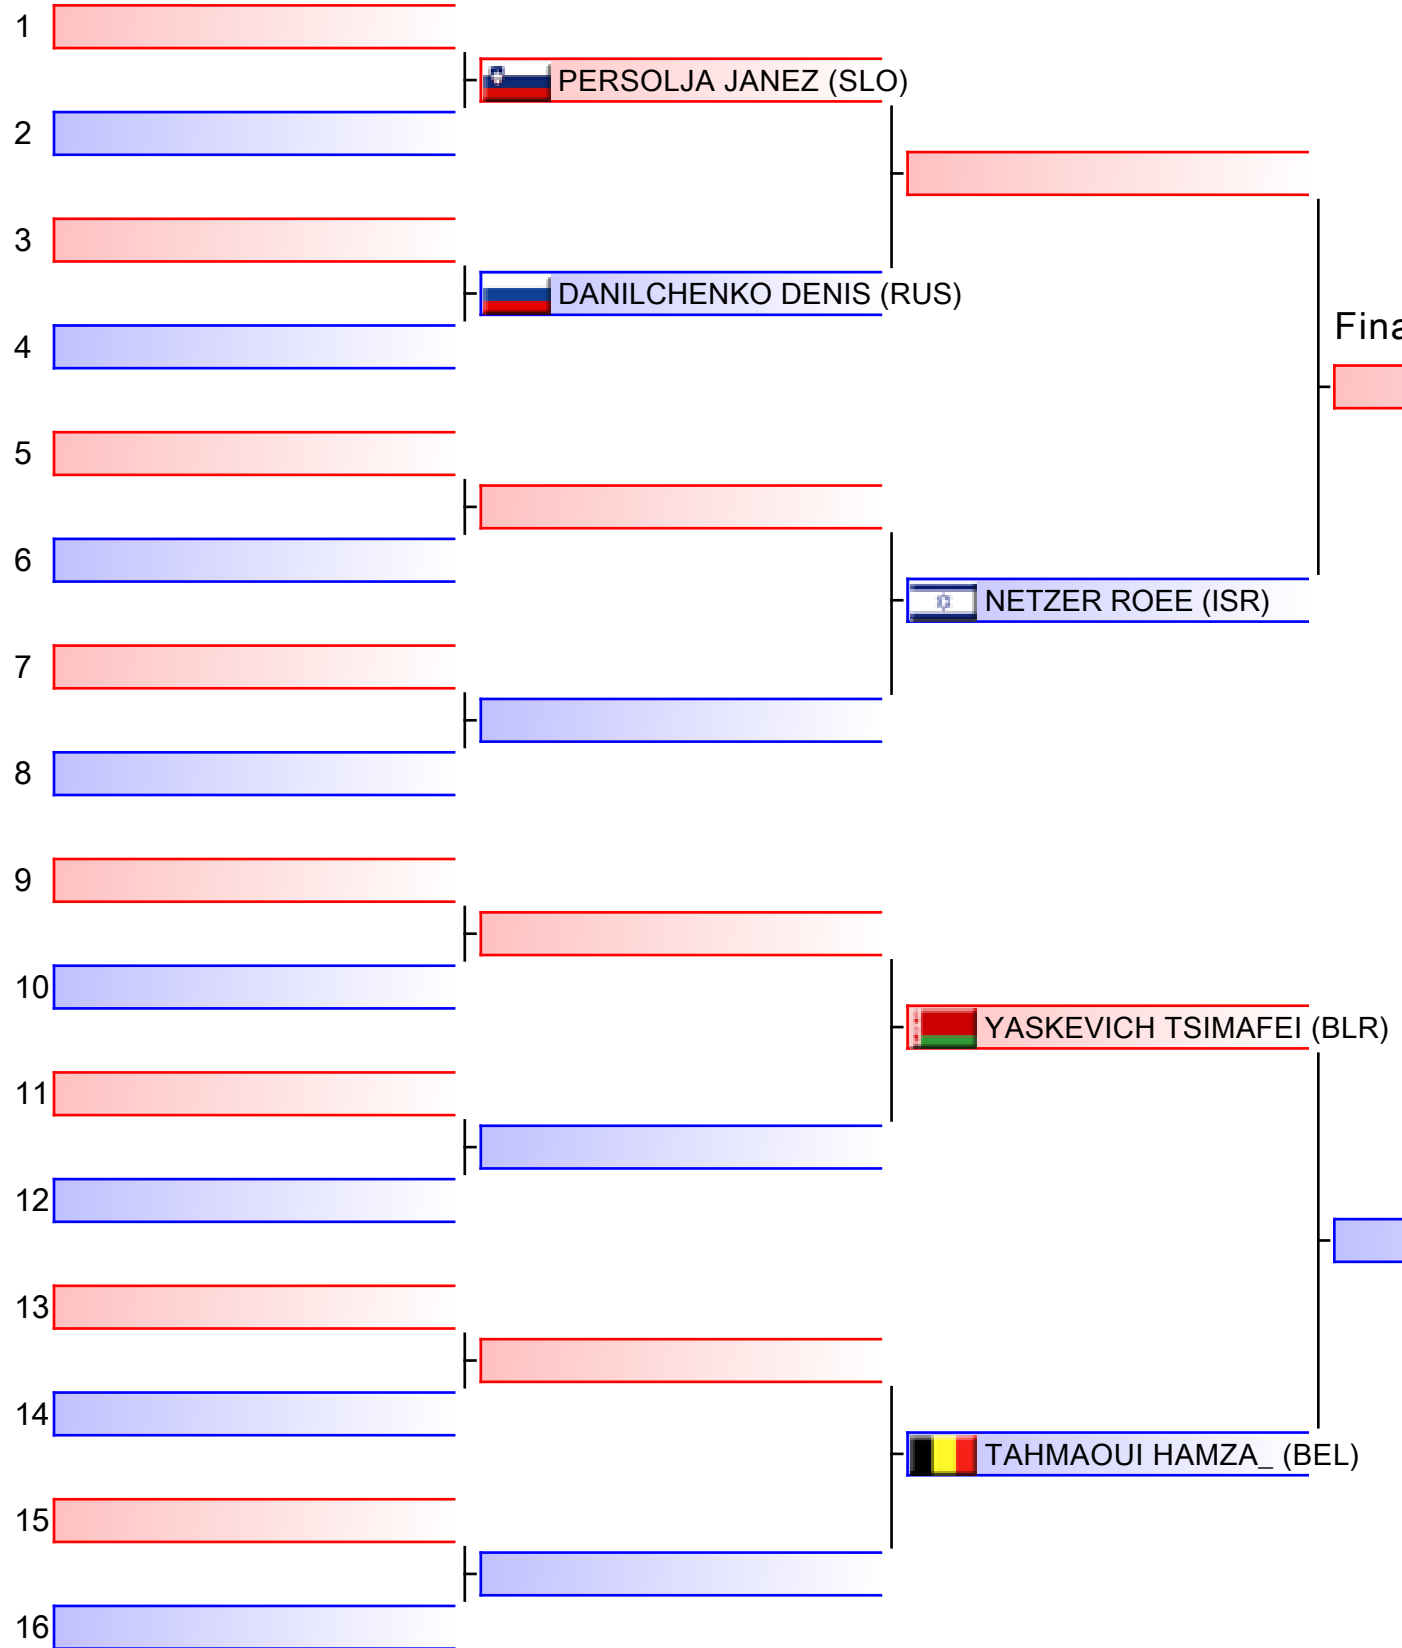 1
PERSOLJA JANEZ (SLO)
2
3
DANILCHENKO DENIS (RUS)
Fina
4
5
6
NETZER ROEE (ISR)
7
8
9
10
YASKEVICH TSIMAFEI (BLR)
11
12
13
14
TAHMAOUI HAMZA_ (BEL)
15
16